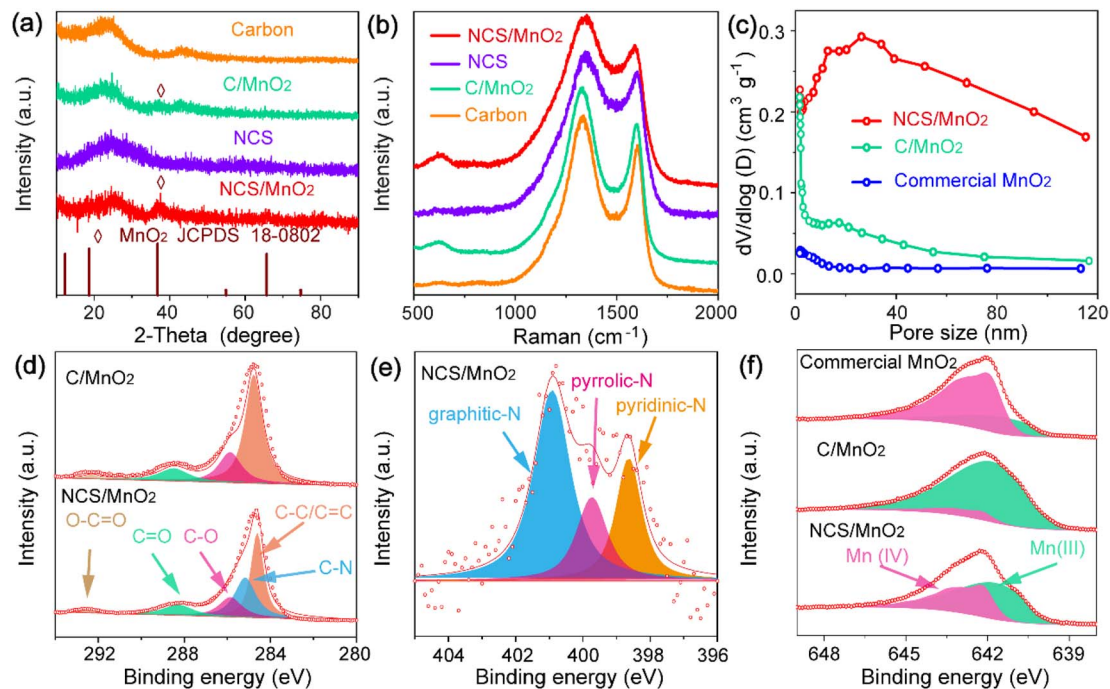 (a)
Carbon
C/MnO₂
◊
NCS
◊
NCS/MnO₂
◊ MnO₂ JCPDS 18-0802
20 40 60 80
2-Theta (degree)
Intensity (a.u.)
(b)
NCS/MnO₂
NCS
C/MnO₂
Carbon
500 1000 1500 2000
Raman (cm⁻¹)
Intensity (a.u.)
(c)
0.3
0.2
0.1
0.0
NCS/MnO₂
C/MnO₂
Commercial MnO₂
0 40 80 120
Pore size (nm)
dV/dlog (D) (cm³ g⁻¹)
(d)
C/MnO₂
NCS/MnO₂
O-C=O
C=O
C-O
C-C/C=C
C-N
292 288 284 280
Binding energy (eV)
Intensity (a.u.)
(e)
NCS/MnO₂
graphitic-N
pyrrolic-N
pyridinic-N
404 402 400 398 396
Binding energy (eV)
Intensity (a.u.)
(f)
Commercial MnO₂
C/MnO₂
NCS/MnO₂
Mn (IV)
Mn(III)
648 645 642 639
Binding energy (eV)
Intensity (a.u.)